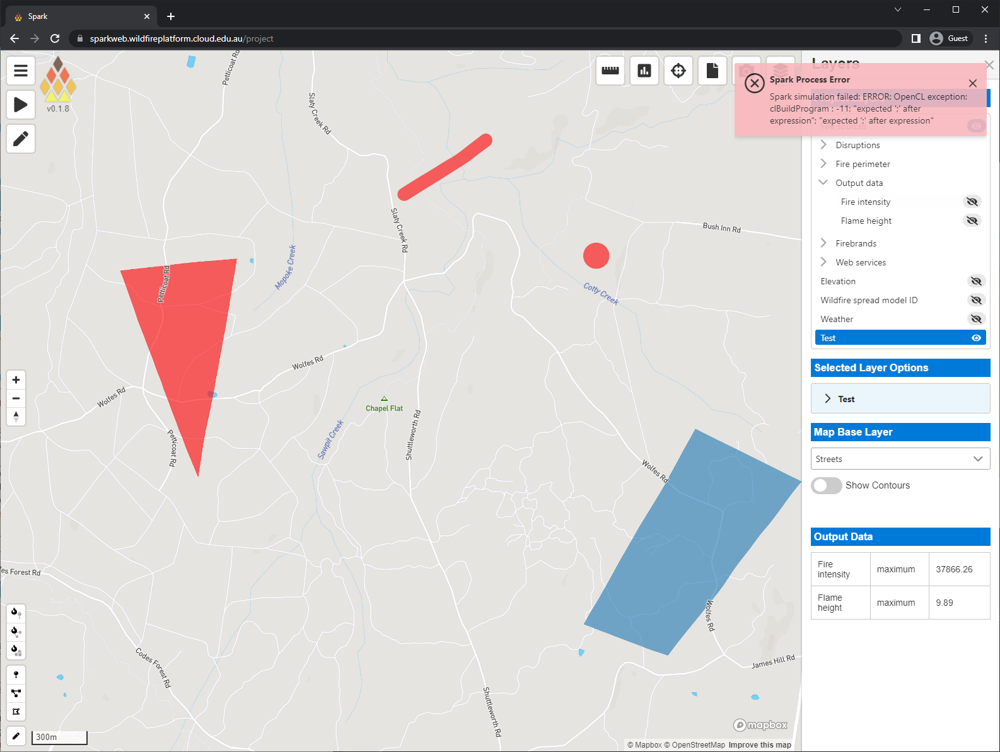 Spark
sparkweb.wildfireplatform.cloud.edu.au/project
Guest
v0.1.8
Layers
Spark Process Error
Spark simulation failed: ERROR: OpenCL exception:
clBuildProgram : -11; "expected ';' after
expression"; "expected ';' after expression"
Fire sources
Disruptions
Fire perimeter
Output data
Fire intensity
Flame height
Firebrands
Web services
Elevation
Wildfire spread model ID
Weather
Test
Selected Layer Options
Test
Map Base Layer
Streets
Show Contours
Output Data
Fire intensity maximum 37866.26
Flame height maximum 9.89
Petticoat Rd
Slaty Creek Rd
Slaty Creek Rd
Bush Inn Rd
Mopoke Creek
Petticoat Rd
Cotty Creek
Wolfes Rd
Wolfes Rd
Chapel Flat
Sawpit Creek
Shuttleworth Rd
Petticoat Rd
Wolfes Rd
es Forest Rd
Wolfes Rd
Codes Forest Rd
James Hill Rd
Shuttleworth Rd
300m
mapbox
© Mapbox © OpenStreetMap Improve this map